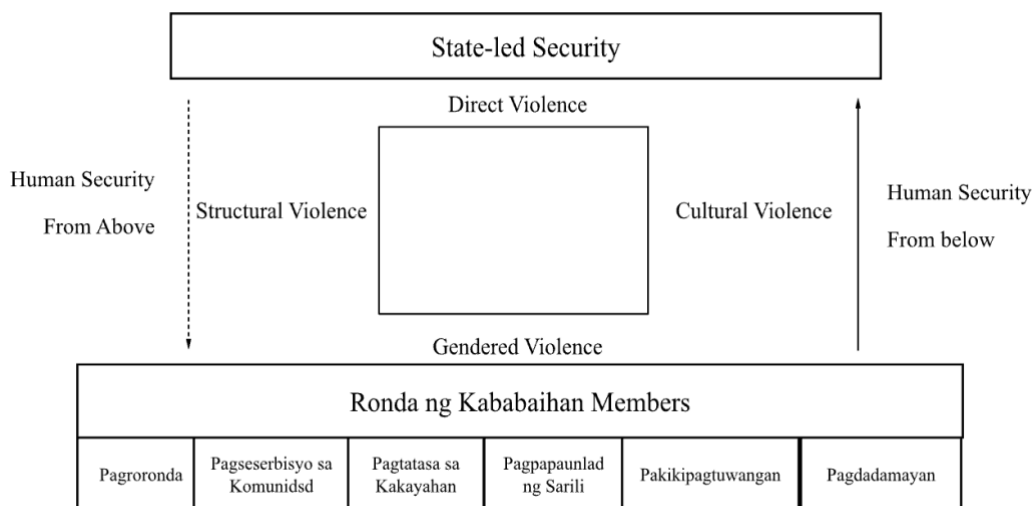 State-led Security
Direct Violence
Human Security
From Above
Structural Violence
Cultural Violence
Human Security
From below
Gendered Violence
Ronda ng Kababaihan Members
Pagroronda
Pagseserbisyo sa
Komunidsd
Pagtatasa sa
Kakayahan
Pagpapaunlad
ng Sarili
Pakikipagtuwangan
Pagdadamayan